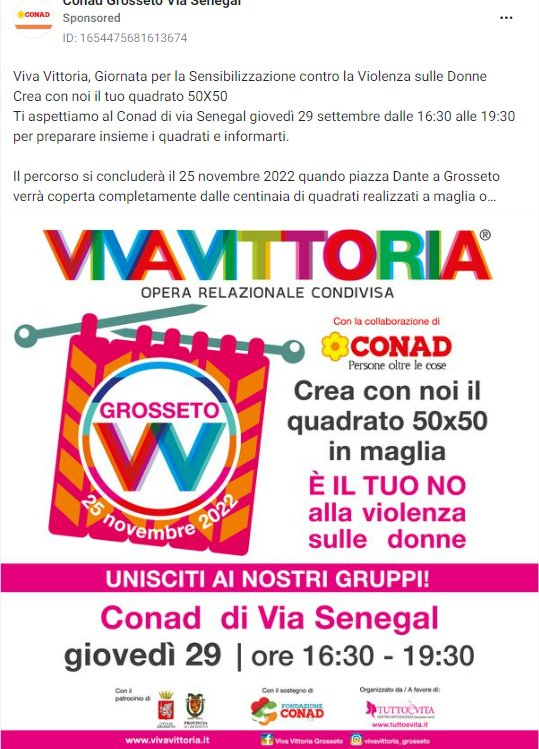 CONAD
Conad Grosseto Via Senegal
Sponsored
ID: 1654475681613674
Viva Vittoria, Giornata per la Sensibilizzazione contro la Violenza sulle Donne
Crea con noi il tuo quadrato 50X50
Ti aspettiamo al Conad di via Senegal giovedì 29 settembre dalle 16:30 alle 19:30
per preparare insieme i quadrati e informarti.
Il percorso si concluderà il 25 novembre 2022 quando piazza Dante a Grosseto
verrà coperta completamente dalle centinaia di quadrati realizzati a maglia o…
VIVAVITTORIA®
OPERA RELAZIONALE CONDIVISA
Con la collaborazione di
CONAD
Persone oltre le cose
GROSSETO
VV
25 novembre 2022
Crea con noi il
quadrato 50x50
in maglia
È IL TUO NO
alla violenza
sulle donne
UNISCITI AI NOSTRI GRUPPI!
Conad di Via Senegal
giovedì 29 | ore 16:30 - 19:30
Con il
patrocinio di
PROVINCIA
Con il sostegno di
FONDAZIONE
CONAD
Organizzato da / A favore di:
TUTTOÈVITA
www.tuttoevita.it
www.vivavittoria.it
Viva Vittoria Grosseto
vivavittoria_grosseto